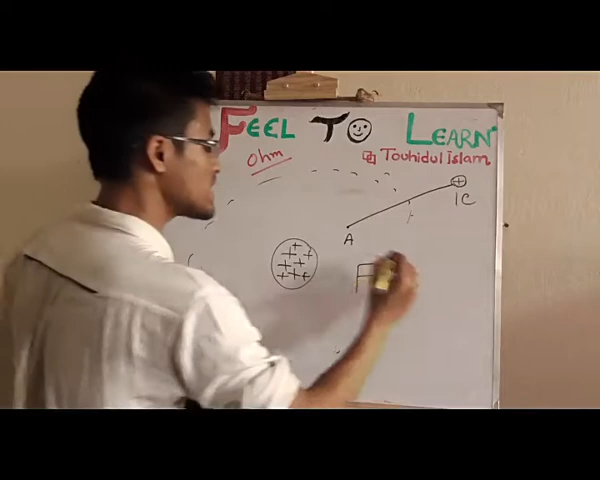 FEEL TO LEARN
Ohm
Touhidul Islam
+
1C
r
A
+ + + + + + + +
F